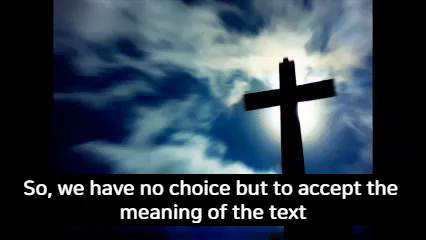 So, we have no choice but to accept the
meaning of the text